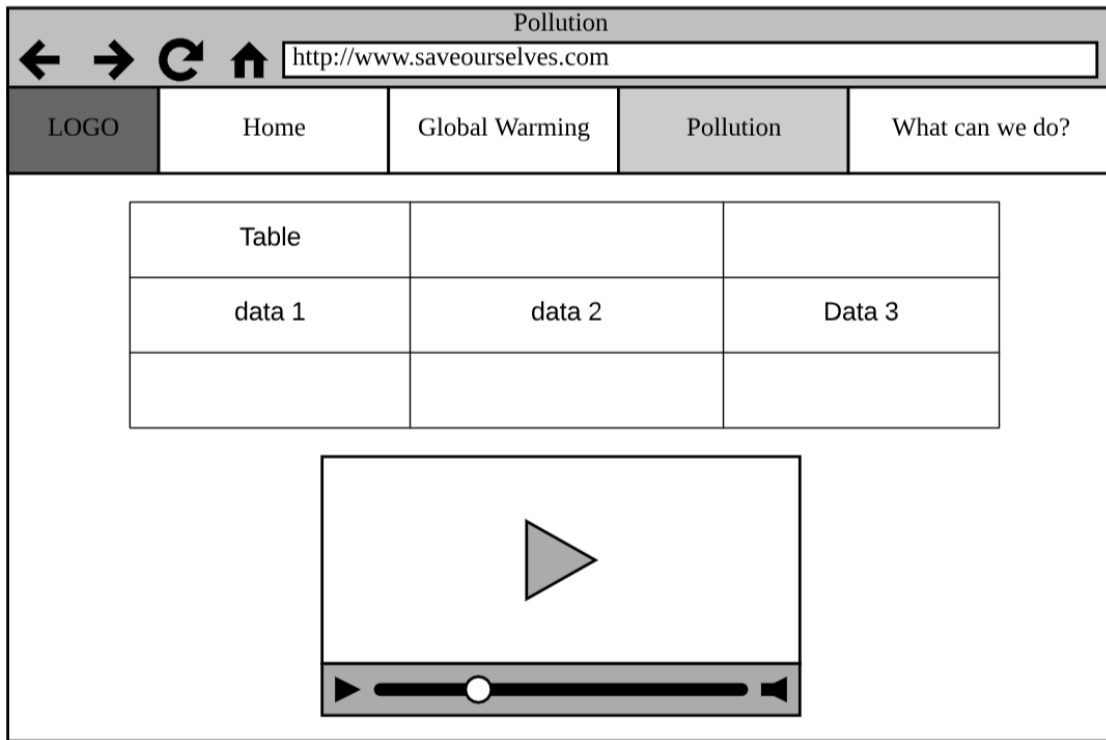 Pollution
http://www.saveourselves.com
LOGO Home Global Warming Pollution What can we do?
Table
data 1 data 2 Data 3